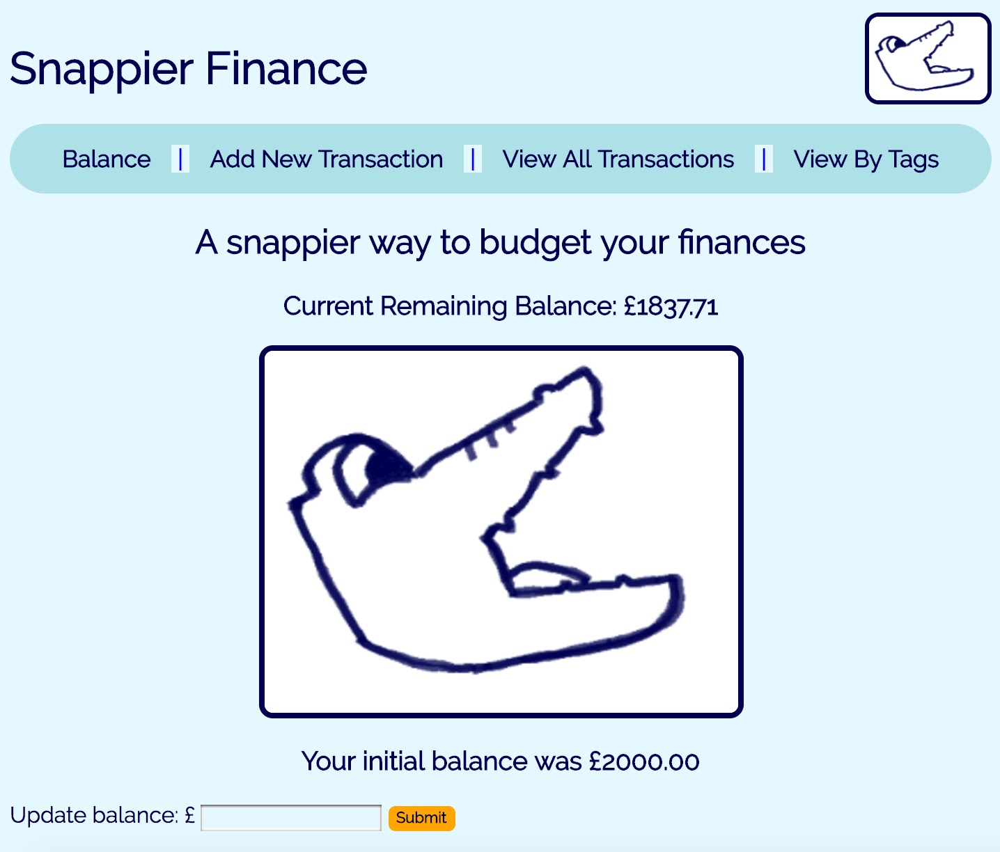 Snappier Finance
Balance | Add New Transaction | View All Transactions | View By Tags
A snappier way to budget your finances
Current Remaining Balance: £1837.71
Your initial balance was £2000.00
Update balance: £ Submit